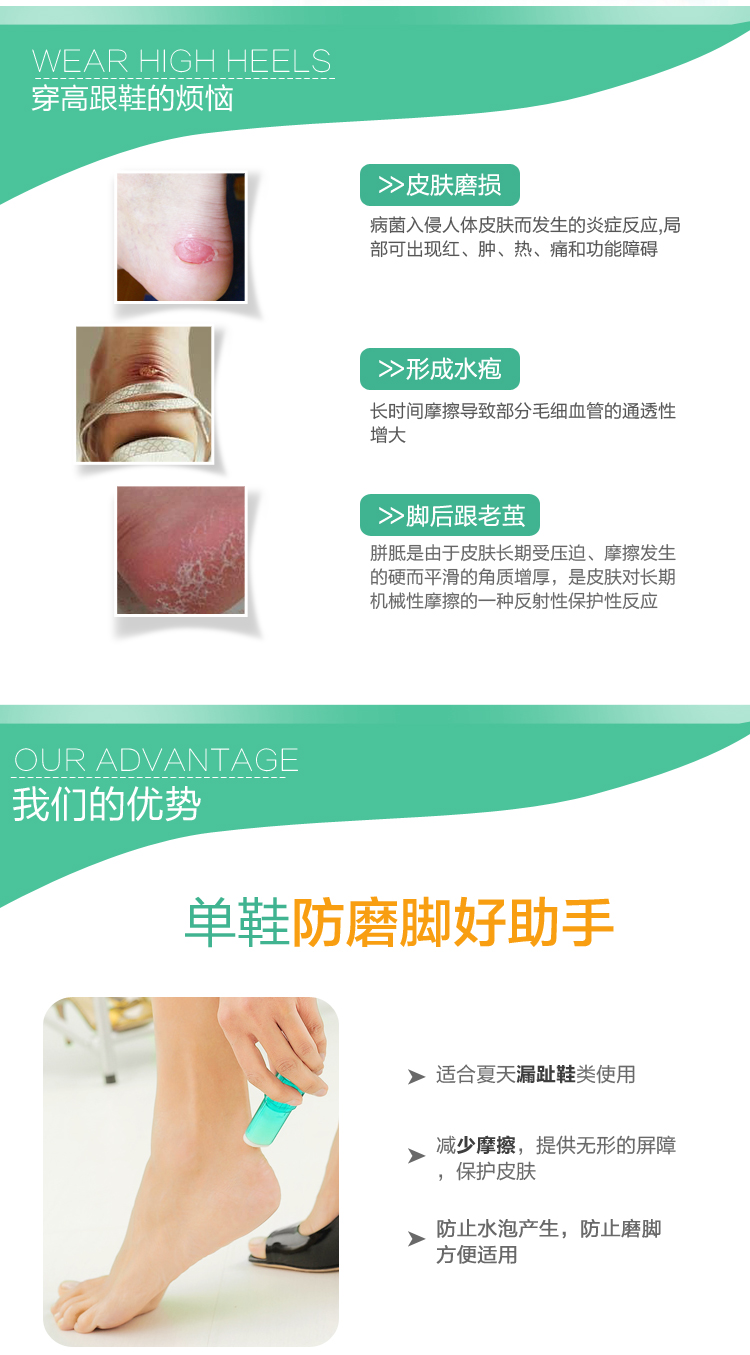 WEAR HIGH HEELS
穿高跟鞋的烦恼
>>皮肤磨损
病菌入侵人体皮肤而发生的炎症反应,局
部可出现红、肿、热、痛和功能障碍
>>形成水疱
长时间摩擦导致部分毛细血管的通透性
增大
>>脚后跟老茧
胼胝是由于皮肤长期受压迫、摩擦发生
的硬而平滑的角质增厚，是皮肤对长期
机械性摩擦的一种反射性保护性反应
OUR ADVANTAGE
我们的优势
单鞋防磨脚好助手
适合夏天漏趾鞋类使用
减少摩擦，提供无形的屏障
，保护皮肤
防止水泡产生，防止磨脚
方便适用